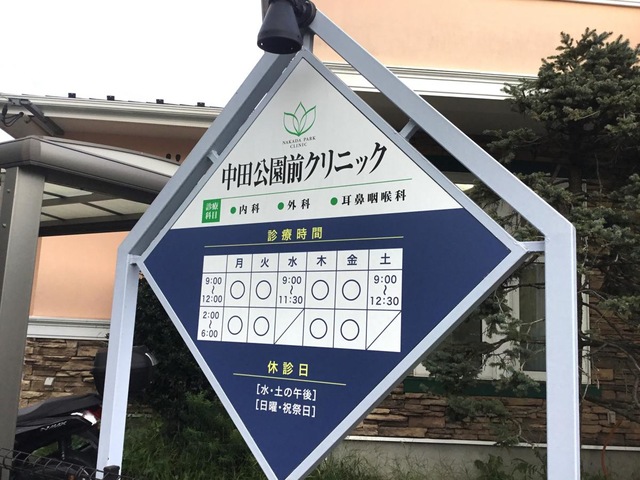 NAKADA PARK
CLINIC
中田公園前クリニック
診療
科目
●内科 ●外科 ●耳鼻咽喉科
診療時間
月 火 水 木 金 土
9:00
〜
12:00 ○ ○ 9:00
〜
11:30 ○ ○ 9:00
〜
12:30
2:00
〜
6:00 ○ ○ ／ ○ ○ ／
休診日
[水・土の午後]
[日曜・祝祭日]